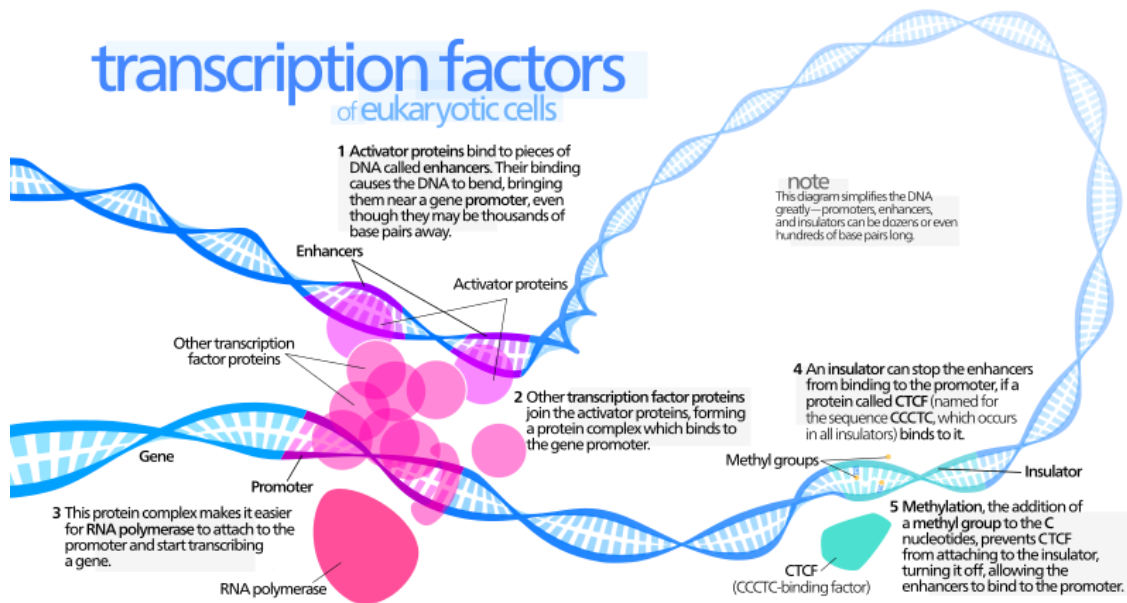 transcription factors
of eukaryotic cells
1 Activator proteins bind to pieces of
DNA called enhancers. Their binding
causes the DNA to bend, bringing
them near a gene promoter, even
though they may be thousands of
base pairs away.
note
This diagram simplifies the DNA
greatly—promoters, enhancers,
and insulators can be dozens or even
hundreds of base pairs long.
Enhancers
Activator proteins
Other transcription
factor proteins
2 Other transcription factor proteins
join the activator proteins, forming
a protein complex which binds to
the gene promoter.
4 An insulator can stop the enhancers
from binding to the promoter, if a
protein called CTCF (named for
the sequence CCCTC, which occurs
in all insulators) binds to it.
Gene
Promoter
Methyl groups
Insulator
3 This protein complex makes it easier
for RNA polymerase to attach to the
promoter and start transcribing
a gene.
RNA polymerase
CTCF
(CCCTC-binding factor)
5 Methylation, the addition of
a methyl group to the C
nucleotides, prevents CTCF
from attaching to the insulator,
turning it off, allowing the
enhancers to bind to the promoter.